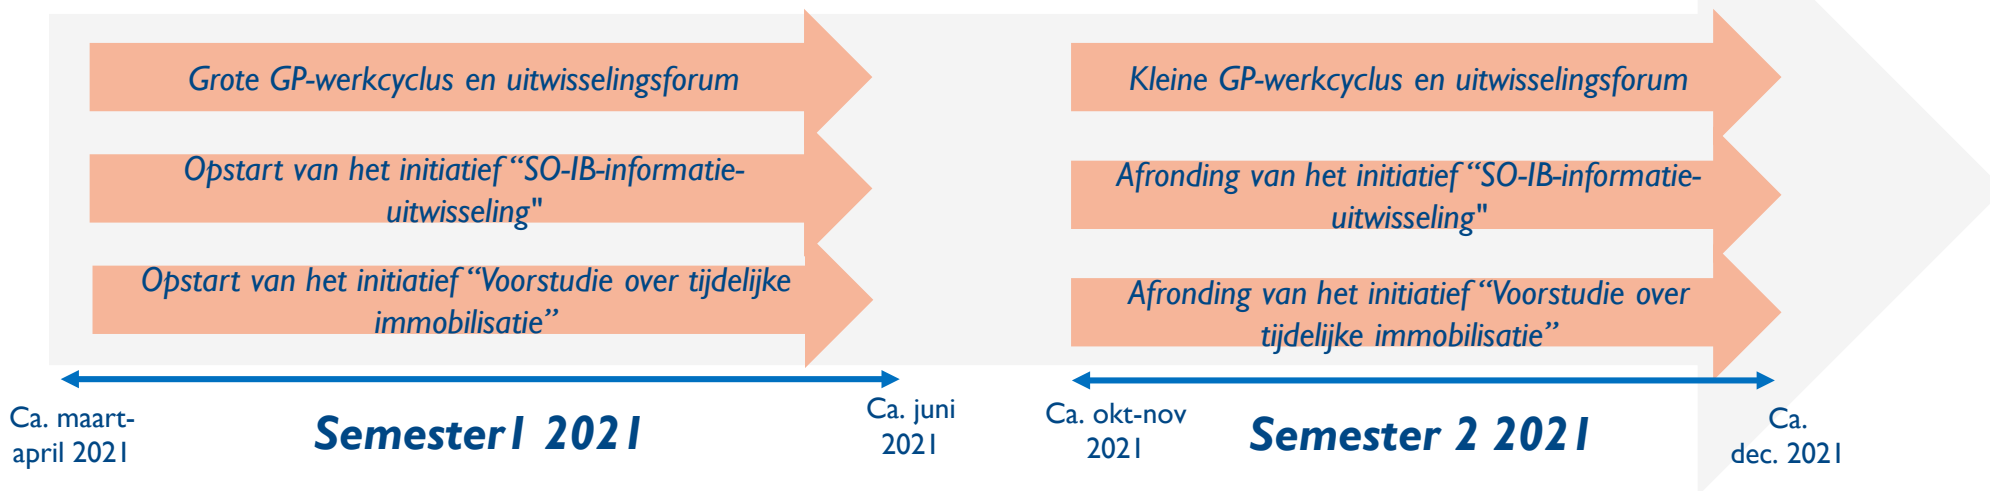 Grote GP-werkcyclus en uitwisselingsforum
Opstart van het initiatief “SO-IB-informatie-
uitwisseling"
Opstart van het initiatief “Voorstudie over tijdelijke
immobilisatie”
Kleine GP-werkcyclus en uitwisselingsforum
Afronding van het initiatief “SO-IB-informatie-
uitwisseling"
Afronding van het initiatief “Voorstudie over
tijdelijke immobilisatie”
Ca. maart-
april 2021
Semester1 2021
Ca. juni
2021
Ca. okt-nov
2021
Semester 2 2021
Ca.
dec. 2021